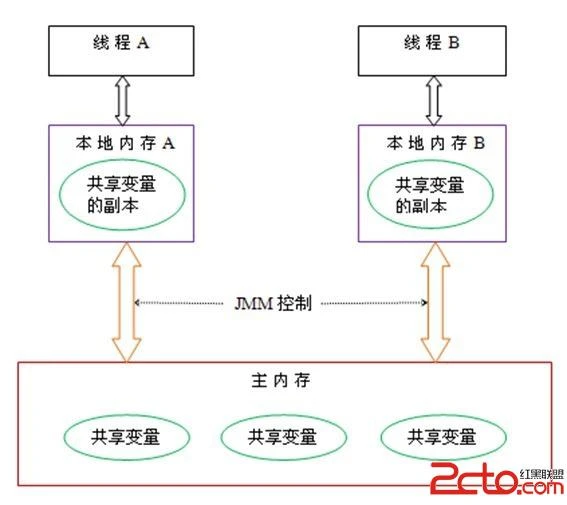 线程 A
线程 B
本地内存 A
本地内存 B
共享变量
的副本
共享变量
的副本
JMM 控制
主内存
共享变量
共享变量
共享变量
2cto.com
红黑联盟